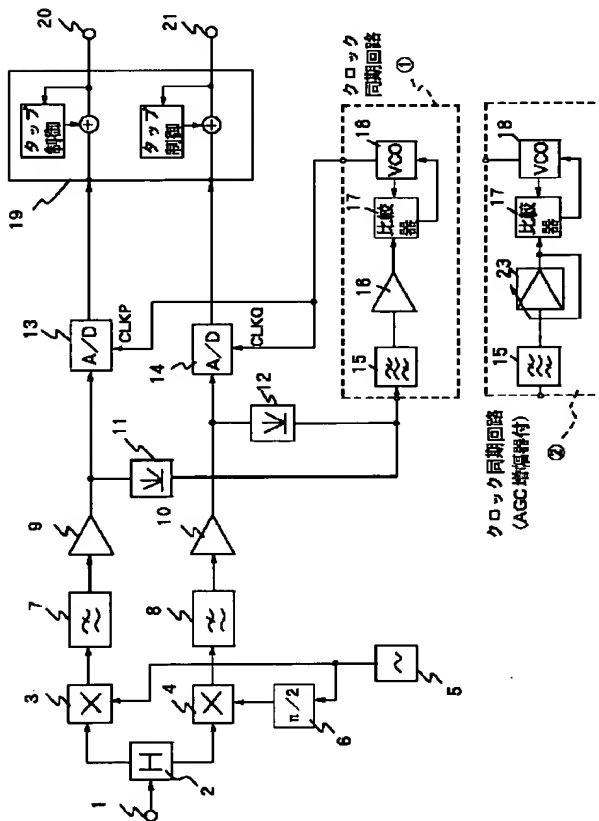 20
21
タップ
制御
タップ
制御
19
クロック
同期回路
①
13
A/D
CLKP
14
A/D
CLKQ
18
VCO
17
比較
器
16
15
11
12
9
10
7
8
3
4
π/2
6
5
1
H
2
18
VCO
17
比較
器
23
15
クロック同期回路
(AGC 増幅器付)
②